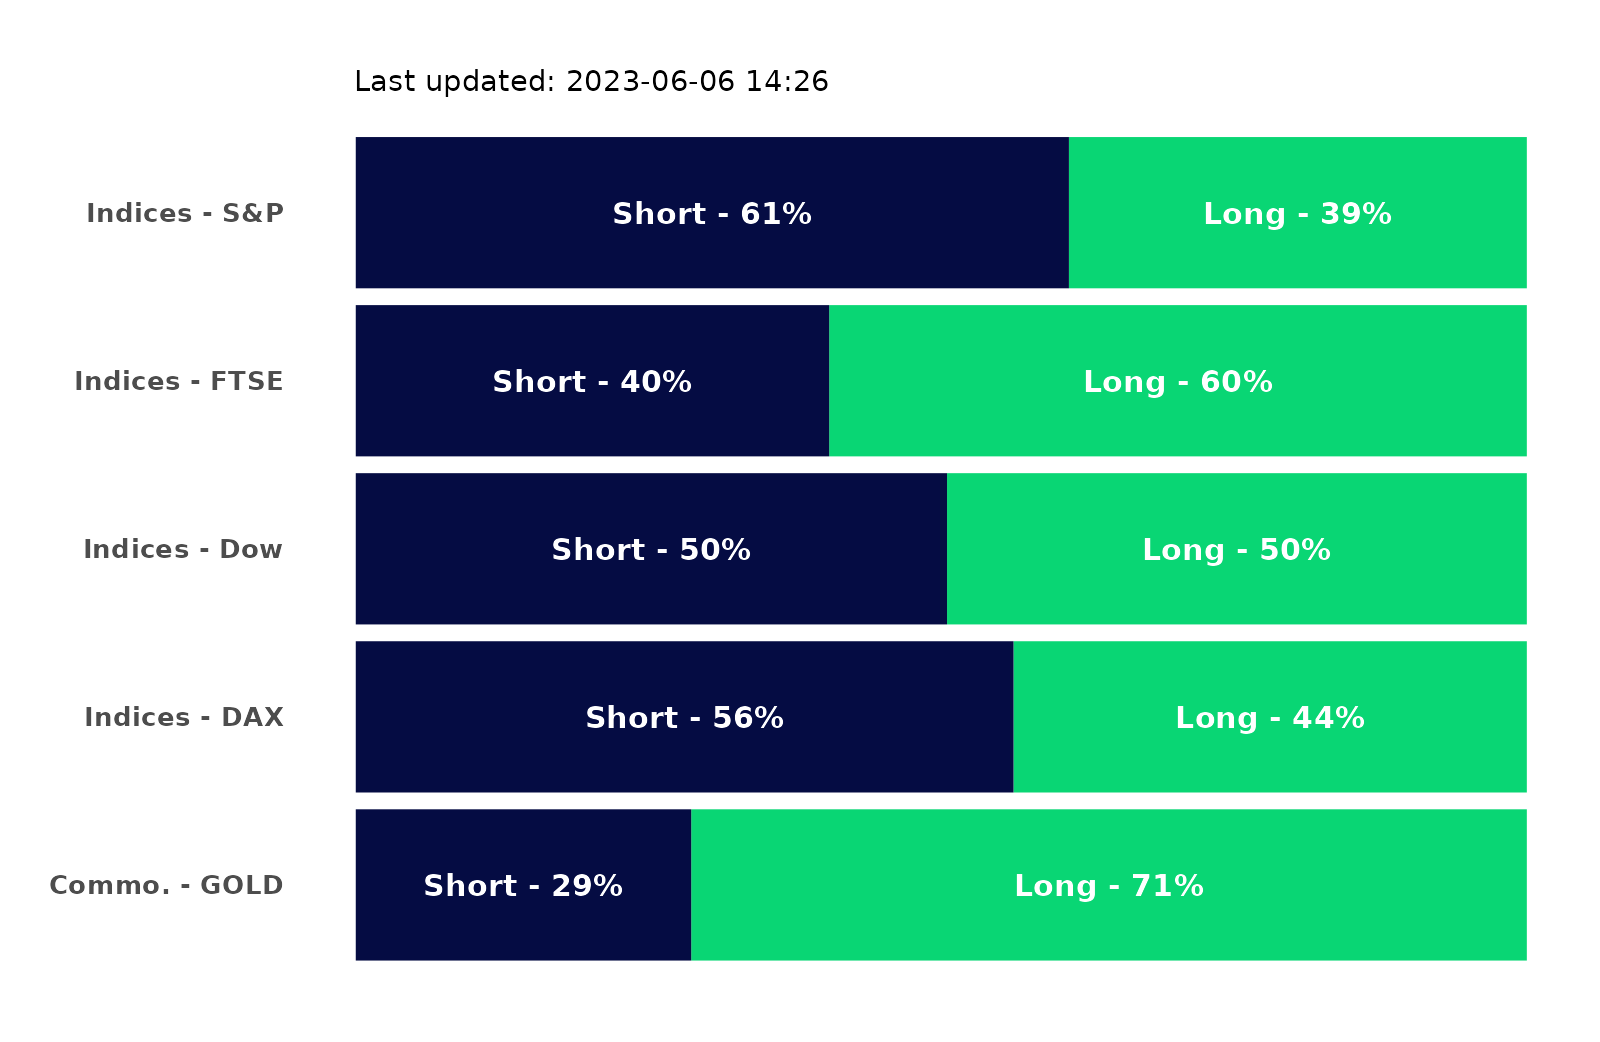 Last updated: 2023-06-06 14:26
Indices - S&P Short - 61% Long - 39%
Indices - FTSE Short - 40% Long - 60%
Indices - Dow Short - 50% Long - 50%
Indices - DAX Short - 56% Long - 44%
Commo. - GOLD Short - 29% Long - 71%